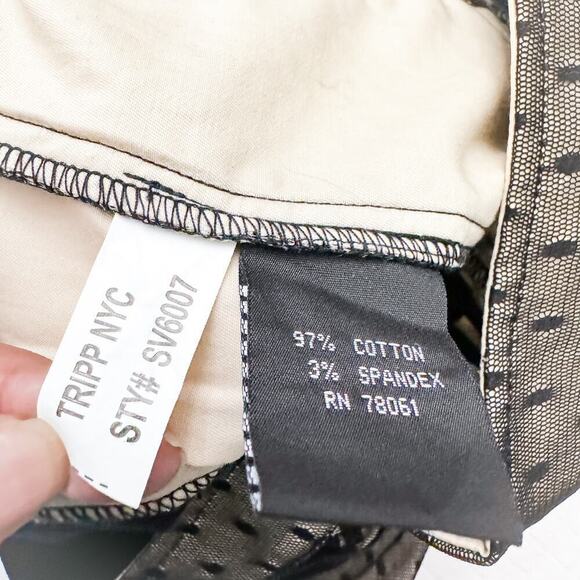 TRIPP NYC
STY# SV6007
97% COTTON
3% SPANDEX
RN 78061